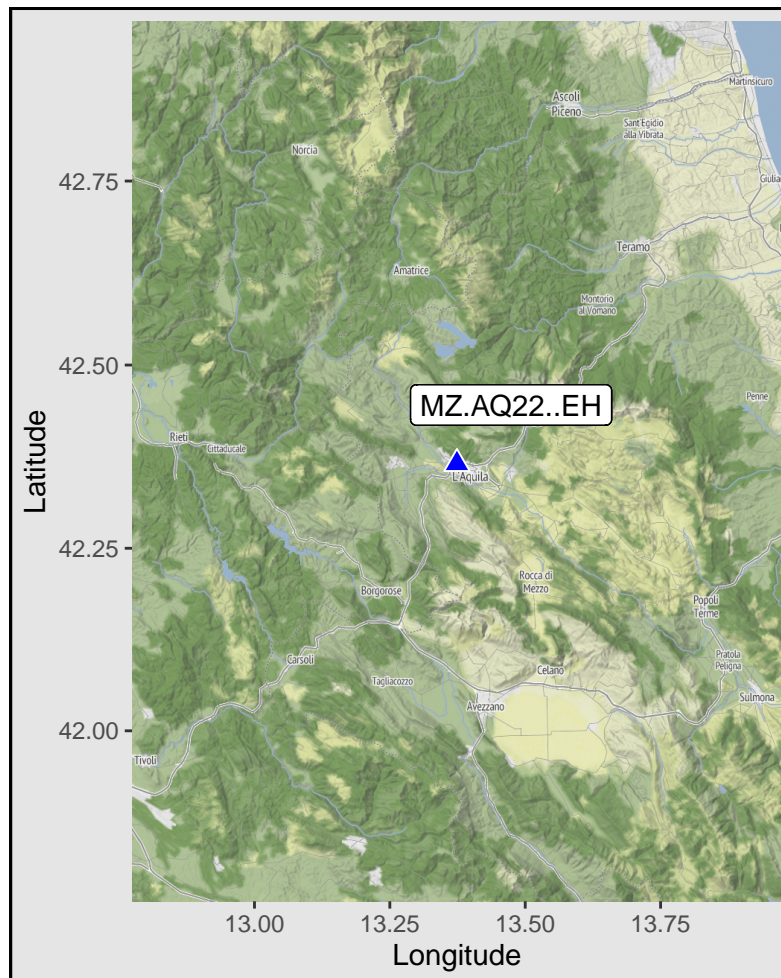 Martinsicuro
Ascoli
Piceno
Sant'Egidio
alla Vibrata
Norcia
42.75
Teramo
Amatrice
Montorio
al Vomano
42.50
MZ.AQ22..EH
Penne
Rieti
Cittaducale
L'Aquila
Latitude
42.25
Rocca di
Mezzo
Borgorose
Popoli
Terme
Pratola
Peligna
Carsoli
Celano
Tagliacozzo
Sulmona
Avezzano
42.00
Tivoli
13.00
13.25
13.50
13.75
Longitude